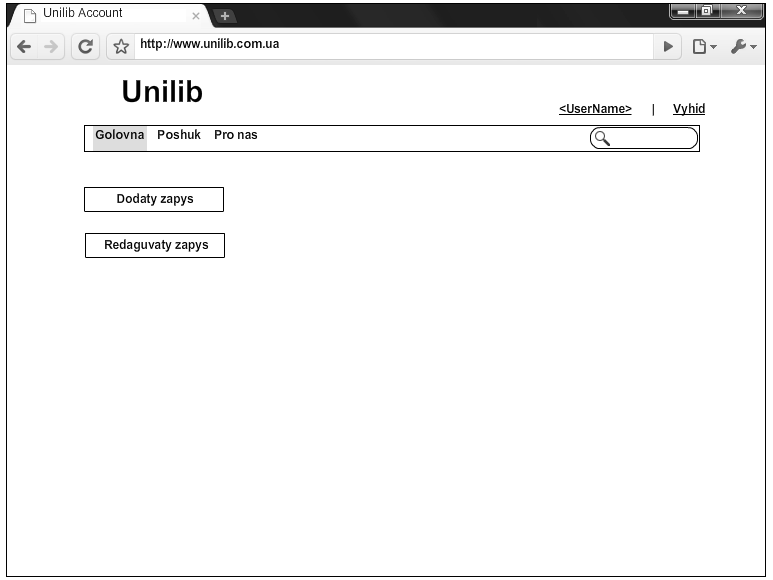 Unilib Account
http://www.unilib.com.ua
Unilib
<UserName> | Vyhid
Golovna Poshuk Pro nas
Dodaty zapys
Redaguvaty zapys